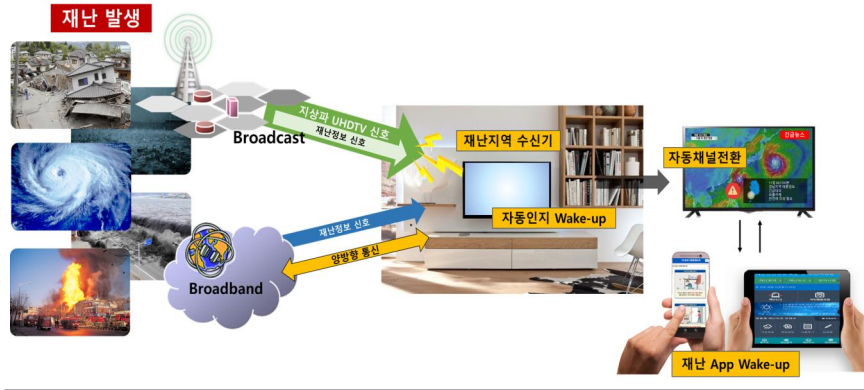 재난 발생
Broadcast
지상파 UHDTV 신호
재난정보 신호
재난지역 수신기
자동인지 Wake-up
자동채널전환
긴급뉴스
재난정보 신호
양방향 통신
Broadband
재난 App Wake-up